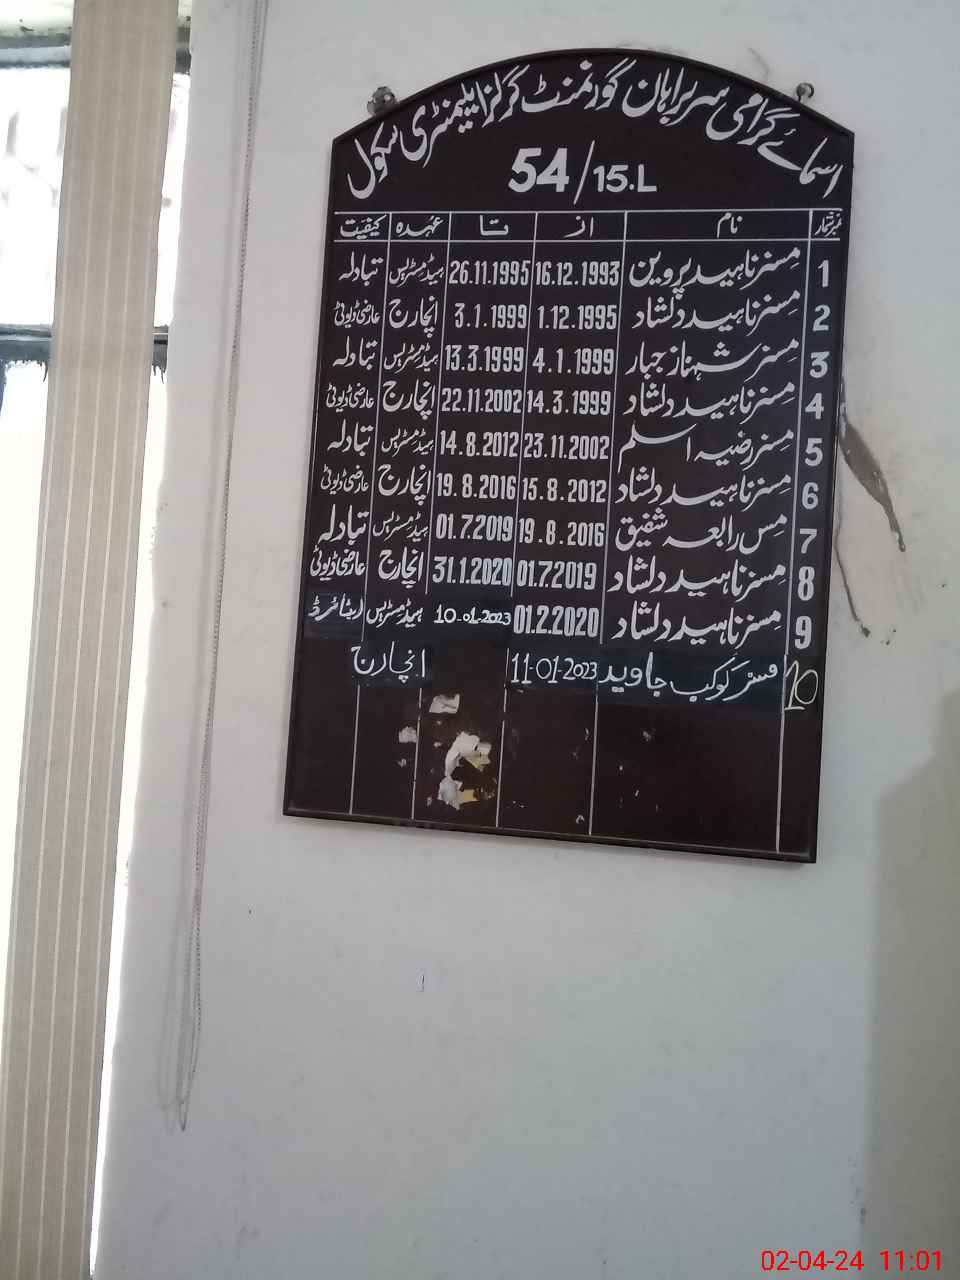 اسمائے گرامی سربراہان گورنمنٹ گرلز ایلیمنٹری سکول
54/15.L
نمبر شمار نام از تا عہدہ کیفیت
1 مسز ناہید پروین 16.12.1993 26.11.1995 ہیڈ مسٹریس تبادلہ
2 مسز ناہید دلشاد 1.12.1995 3.1.1999 انچارج عارضی ڈیوٹی
3 مسز شہناز جبار 4.1.1999 13.3.1999 ہیڈ مسٹریس تبادلہ
4 مسز ناہید دلشاد 14.3.1999 22.11.2002 انچارج عارضی ڈیوٹی
5 مسز رضیہ اسلم 23.11.2002 14.8.2012 ہیڈ مسٹریس تبادلہ
6 مسز ناہید دلشاد 15.8.2012 19.8.2016 انچارج عارضی ڈیوٹی
7 مس رابعہ شفیق 19.8.2016 01.7.2019 ہیڈ مسٹریس تبادلہ
8 مسز ناہید دلشاد 01.7.2019 31.1.2020 انچارج عارضی ڈیوٹی
9 مسز ناہید دلشاد 01.2.2020 10-01-2023 ہیڈ مسٹریس ریٹائرڈ
10 مسز کوکب جاوید 11-01-2023 انچارج
02-04-24 11:01